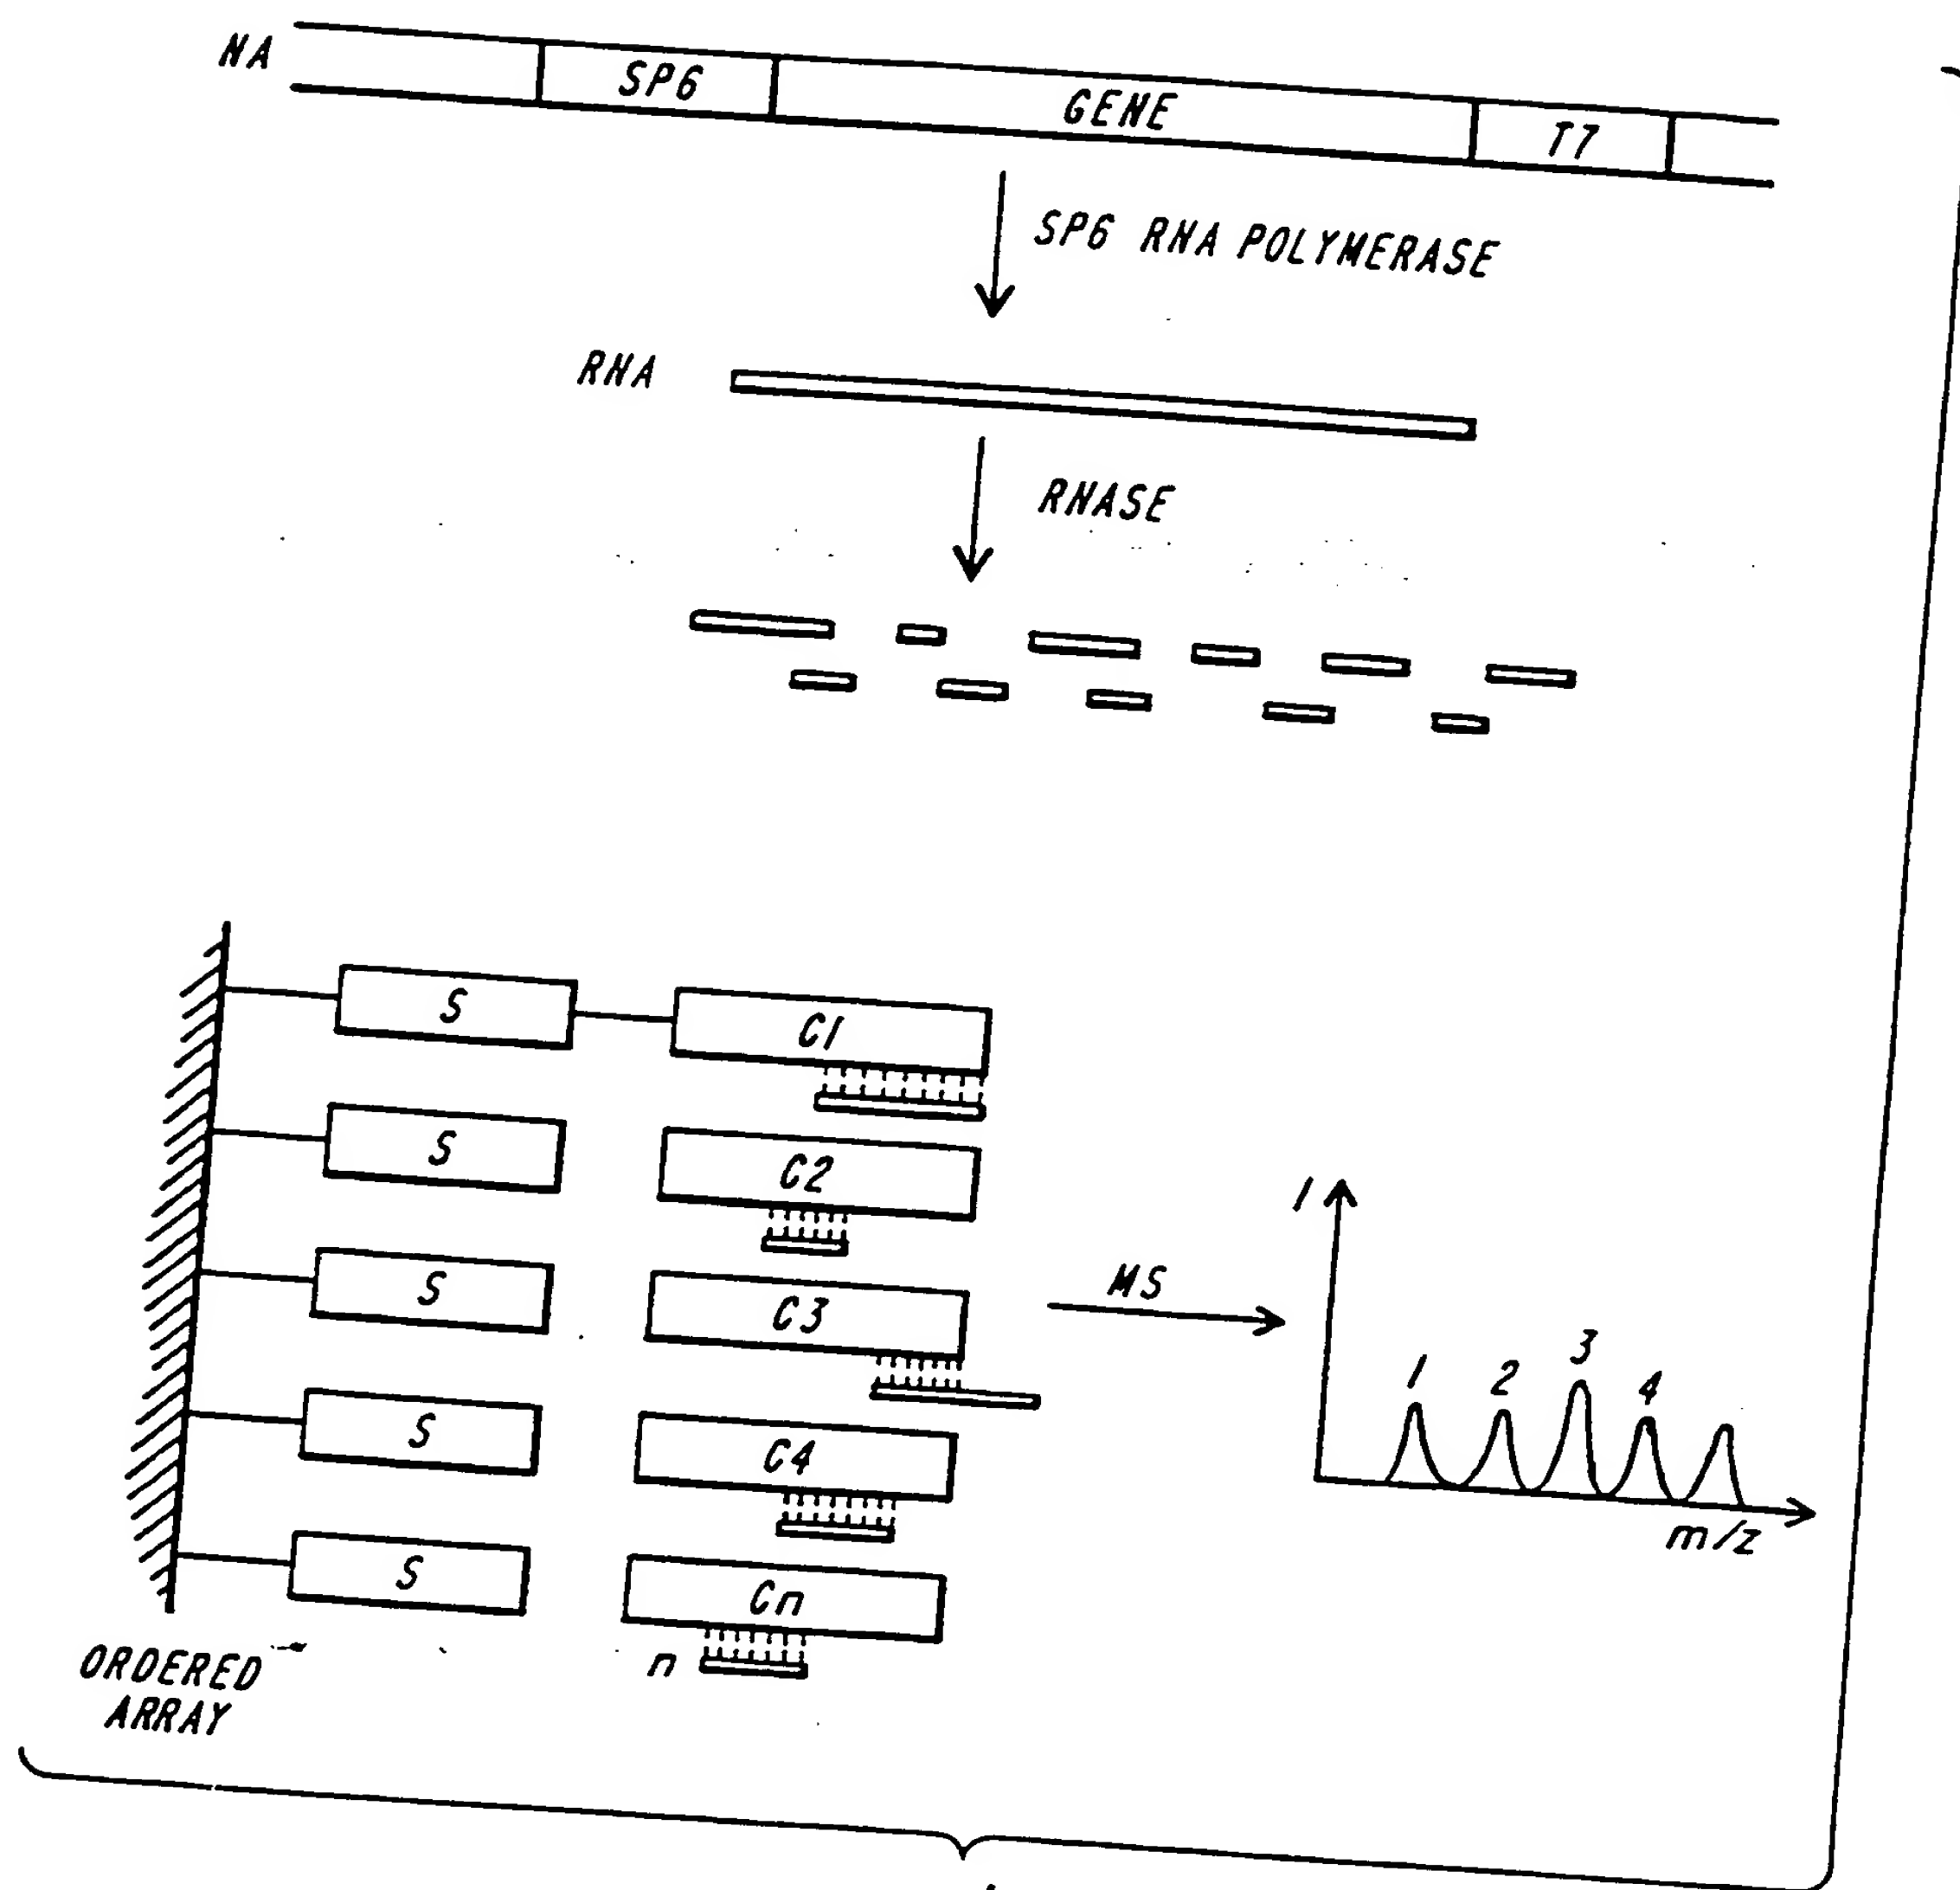 NA
SP6
GENE
T7
SP6 RNA POLYMERASE
RNA
RNASE
S
C1
S
C2
S
C3
S
C4
S
Cn
n
ORDERED
ARRAY
MS
I
1
2
3
4
m/z